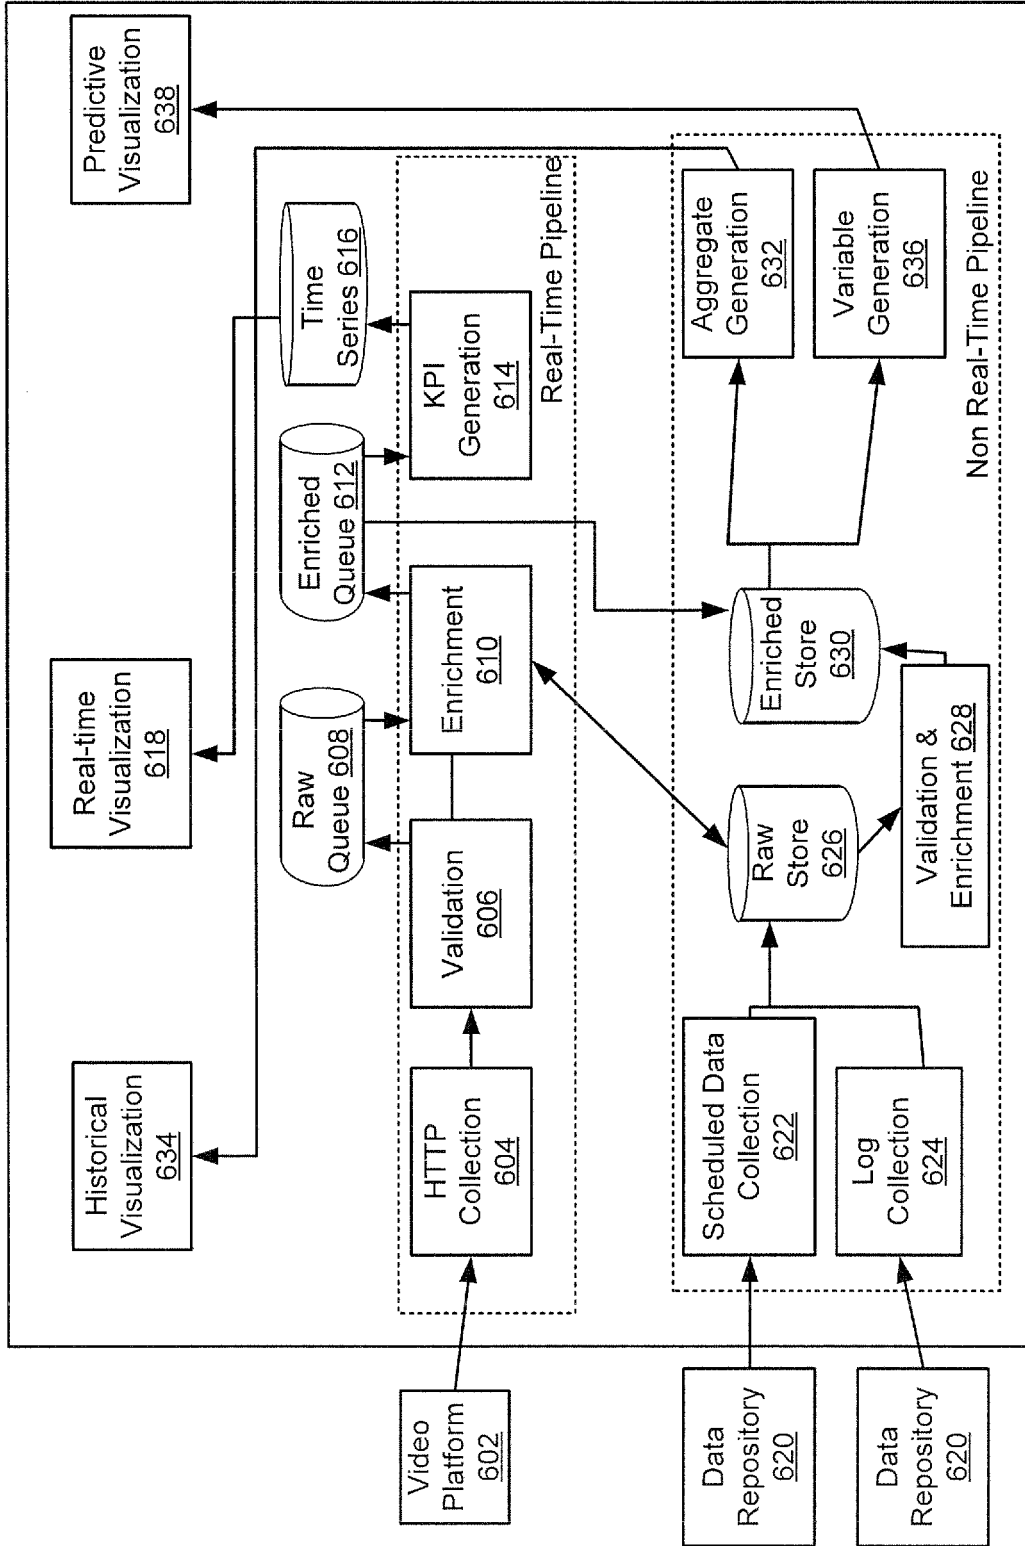 Historical
Visualization
634
Real-time
Visualization
618
Predictive
Visualization
638
Raw
Queue 608
Enriched
Queue 612
Time
Series 616
Video
Platform
602
HTTP
Collection
604
Validation
606
Enrichment
610
KPI
Generation
614
Real-Time Pipeline
Data
Repository
620
Scheduled Data
Collection
622
Raw
Store
626
Enriched
Store
630
Aggregate
Generation
632
Data
Repository
620
Log
Collection
624
Validation &
Enrichment 628
Variable
Generation
636
Non Real-Time Pipeline